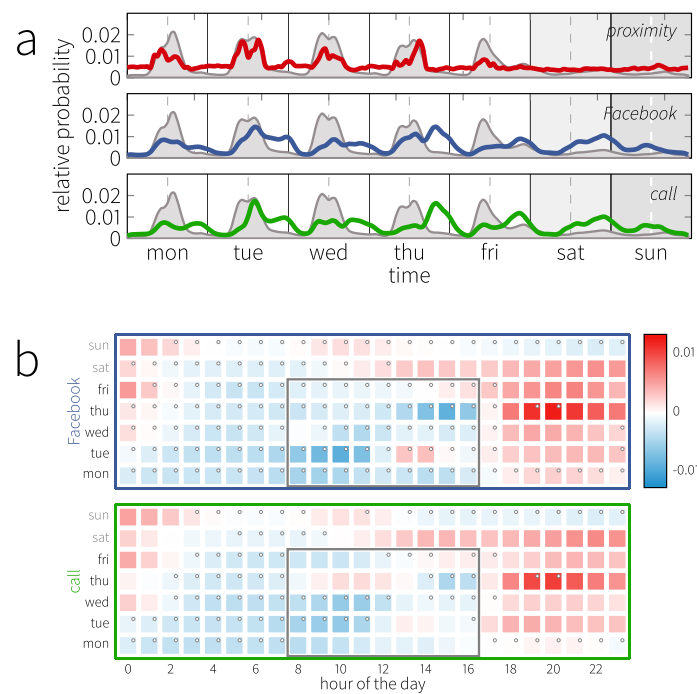 a
relative probability
0.02
0.01
0
proximity
0.02
0.01
0
Facebook
0.02
0.01
0
call
mon tue wed thu fri sat sun
time
b
Facebook
sun
sat
fri
thu
wed
tue
mon
0.01
0
-0.01
call
sun
sat
fri
thu
wed
tue
mon
0 2 4 6 8 10 12 14 16 18 20 22
hour of the day